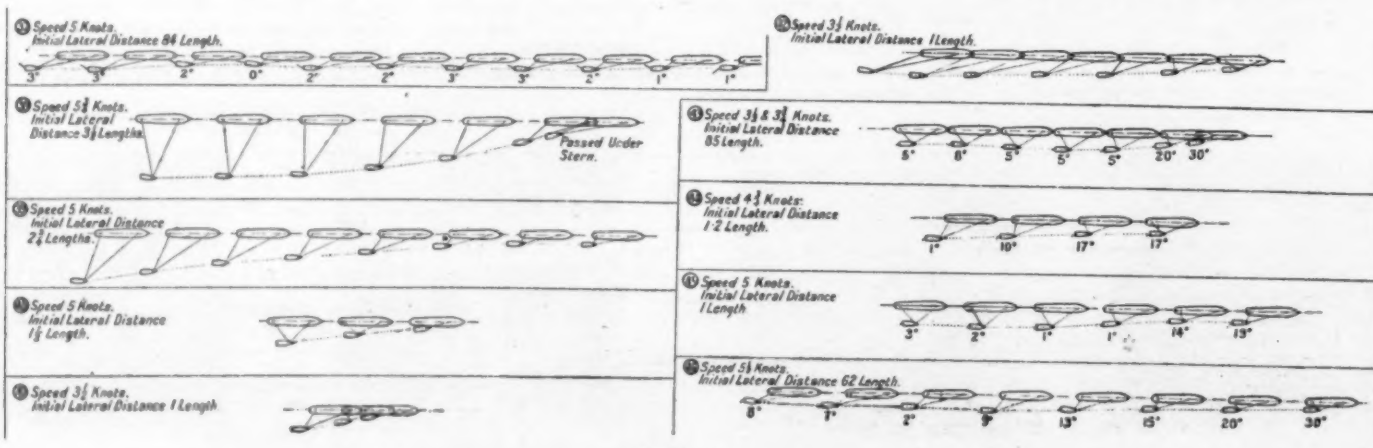 Speed 5 Knots.
Initial Lateral Distance 84 Length.
3° 3° 2° 0° 2° 2° 3° 3° 2° 1° 1°
Speed 5¾ Knots.
Initial Lateral
Distance 3½ Lengths.
Passed Under
Stern.
Speed 5 Knots.
Initial Lateral Distance
2¾ Lengths.
Speed 5 Knots.
Initial Lateral Distance
1½ Length.
Speed 3½ Knots.
Initial Lateral Distance 1 Length
Speed 3½ Knots.
Initial Lateral Distance 1 Length.
Speed 3½ & 3¾ Knots.
Initial Lateral Distance
85 Length.
5° 6° 5° 5° 5° 20° 30°
Speed 4¾ Knots:
Initial Lateral Distance
1·2 Length.
1° 10° 17° 17°
45 Speed 5 Knots.
Initial Lateral Distance
1 Length
3° 2° 1° 1° 14° 19°
Speed 5½ Knots.
Initial Lateral Distance 62 Length.
8° 7° 2° 9° 13° 15° 20° 30°